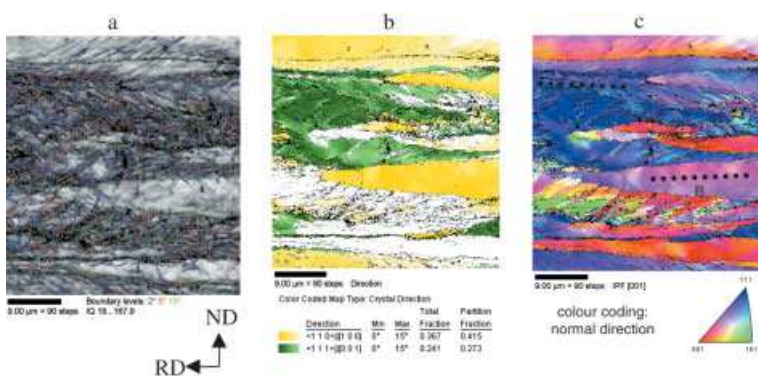 a
b
c
9.00 µm = 90 steps
Boundary levels: 2° 5° 15°
IQ 18...167.9
ND
RD
9.00 µm = 90 steps Direction
Color Coded Map Type: Crystal Direction
Total Partition
Direction Min Max Fraction Fraction
<1 1 0>||[1 0 0] 0° 15° 0.367 0.415
<1 1 1>||[0 0 1] 0° 15° 0.241 0.273
9.00 µm = 90 steps IPF [001]
colour coding:
normal direction
111
001 101